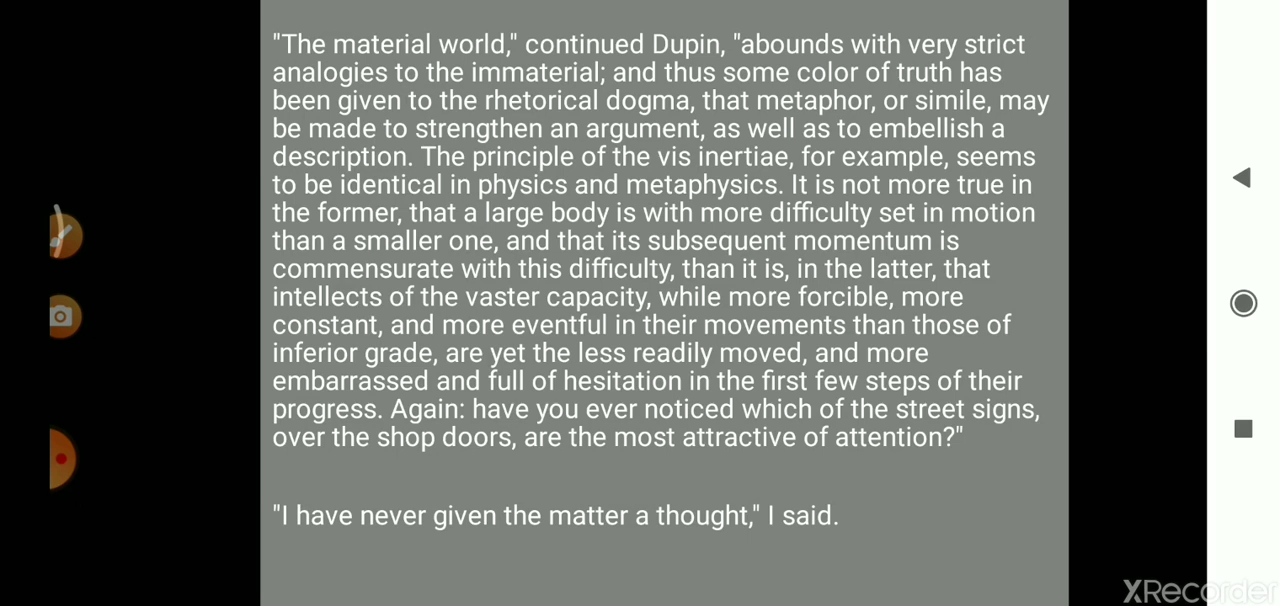 "The material world," continued Dupin, "abounds with very strict
analogies to the immaterial; and thus some color of truth has
been given to the rhetorical dogma, that metaphor, or simile, may
be made to strengthen an argument, as well as to embellish a
description. The principle of the vis inertiae, for example, seems
to be identical in physics and metaphysics. It is not more true in
the former, that a large body is with more difficulty set in motion
than a smaller one, and that its subsequent momentum is
commensurate with this difficulty, than it is, in the latter, that
intellects of the vaster capacity, while more forcible, more
constant, and more eventful in their movements than those of
inferior grade, are yet the less readily moved, and more
embarrassed and full of hesitation in the first few steps of their
progress. Again: have you ever noticed which of the street signs,
over the shop doors, are the most attractive of attention?"
"I have never given the matter a thought," I said.
XRecorder